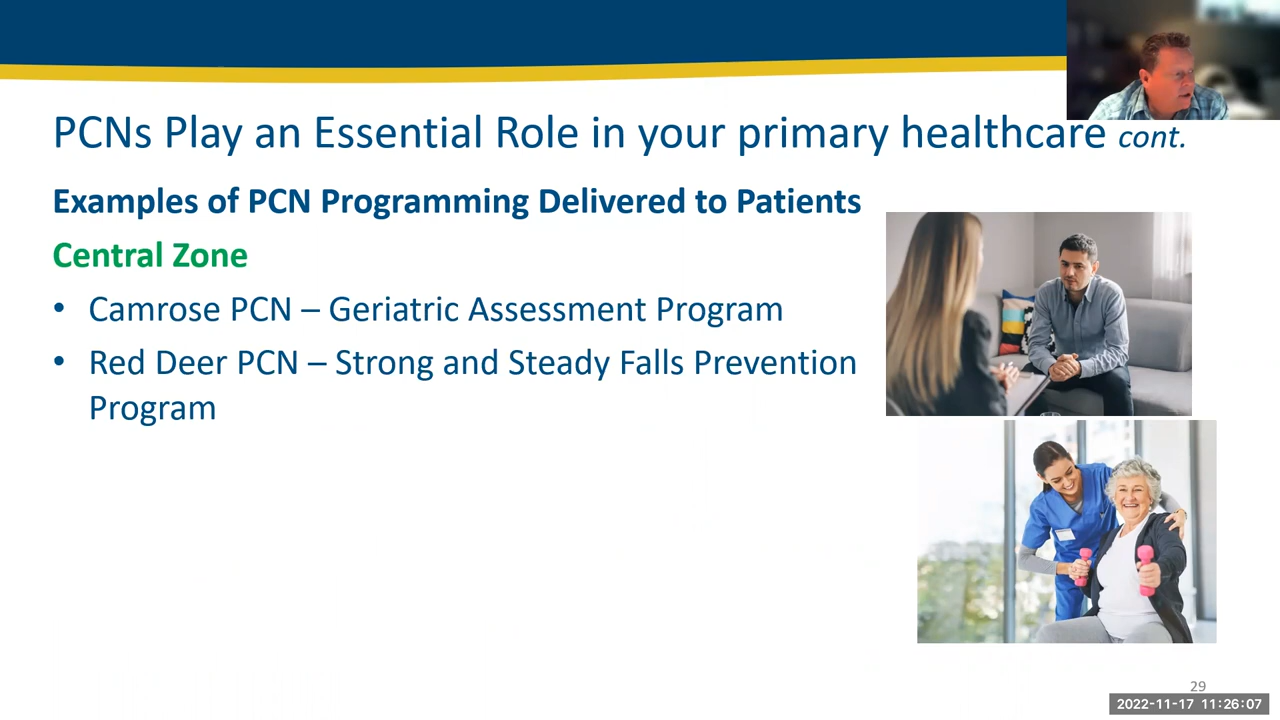 PCNs Play an Essential Role in your primary healthcare cont.
Examples of PCN Programming Delivered to Patients
Central Zone
• Camrose PCN – Geriatric Assessment Program
• Red Deer PCN – Strong and Steady Falls Prevention
Program
29
2022-11-17 11:26:07